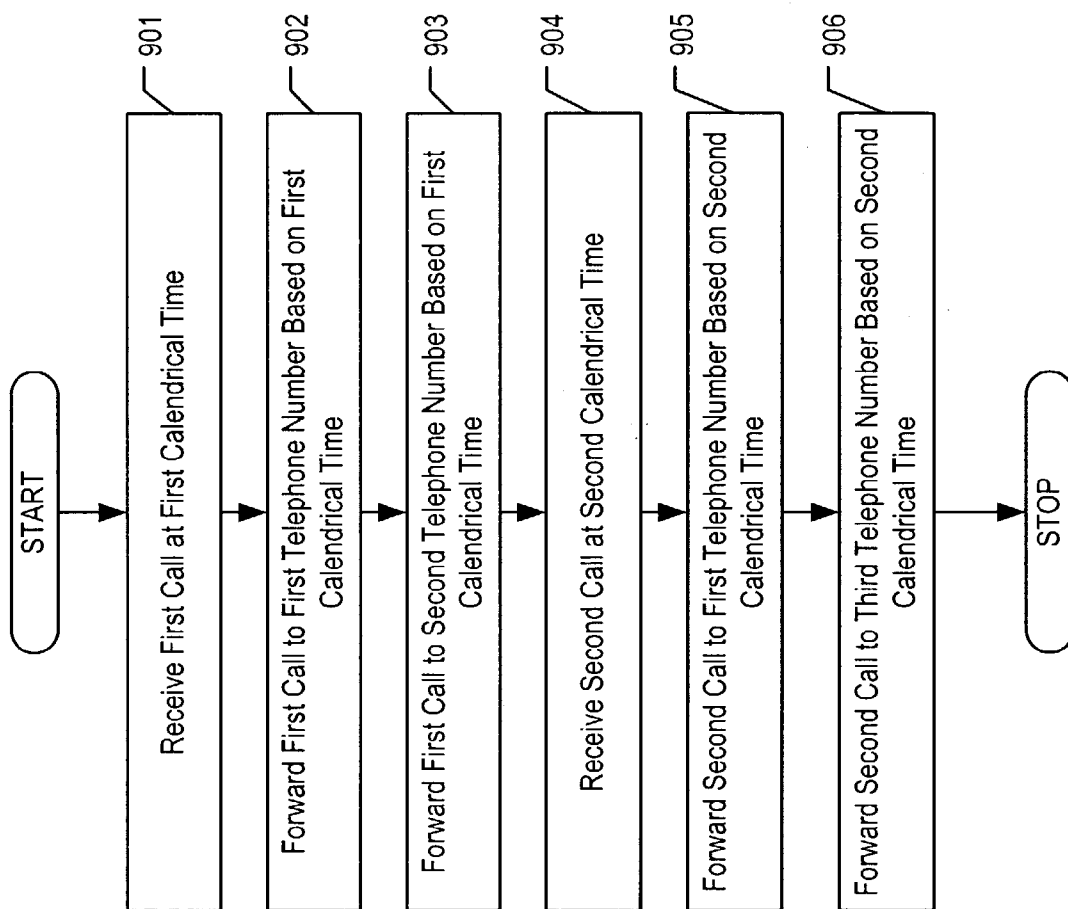 START
901
Receive First Call at First Calendrical Time
902
Forward First Call to First Telephone Number Based on First
Calendrical Time
903
Forward First Call to Second Telephone Number Based on First
Calendrical Time
904
Receive Second Call at Second Calendrical Time
905
Forward Second Call to First Telephone Number Based on Second
Calendrical Time
906
Forward Second Call to Third Telephone Number Based on Second
Calendrical Time
STOP